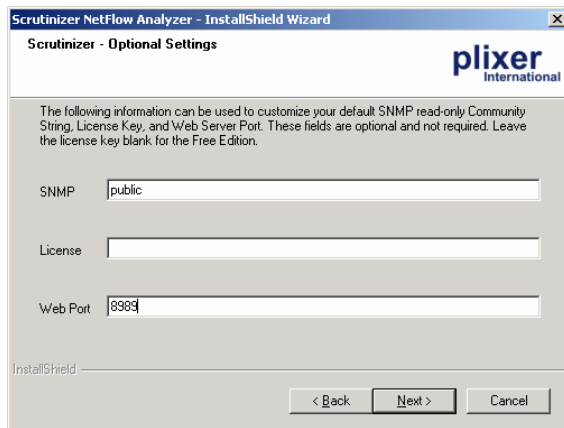 Scrutinizer NetFlow Analyzer - InstallShield Wizard
Scrutinizer - Optional Settings
plixer
International
The following information can be used to customize your default SNMP read-only Community
String, License Key, and Web Server Port. These fields are optional and not required. Leave
the license key blank for the Free Edition.
SNMP public
License
Web Port 8989
InstallShield
< Back Next > Cancel